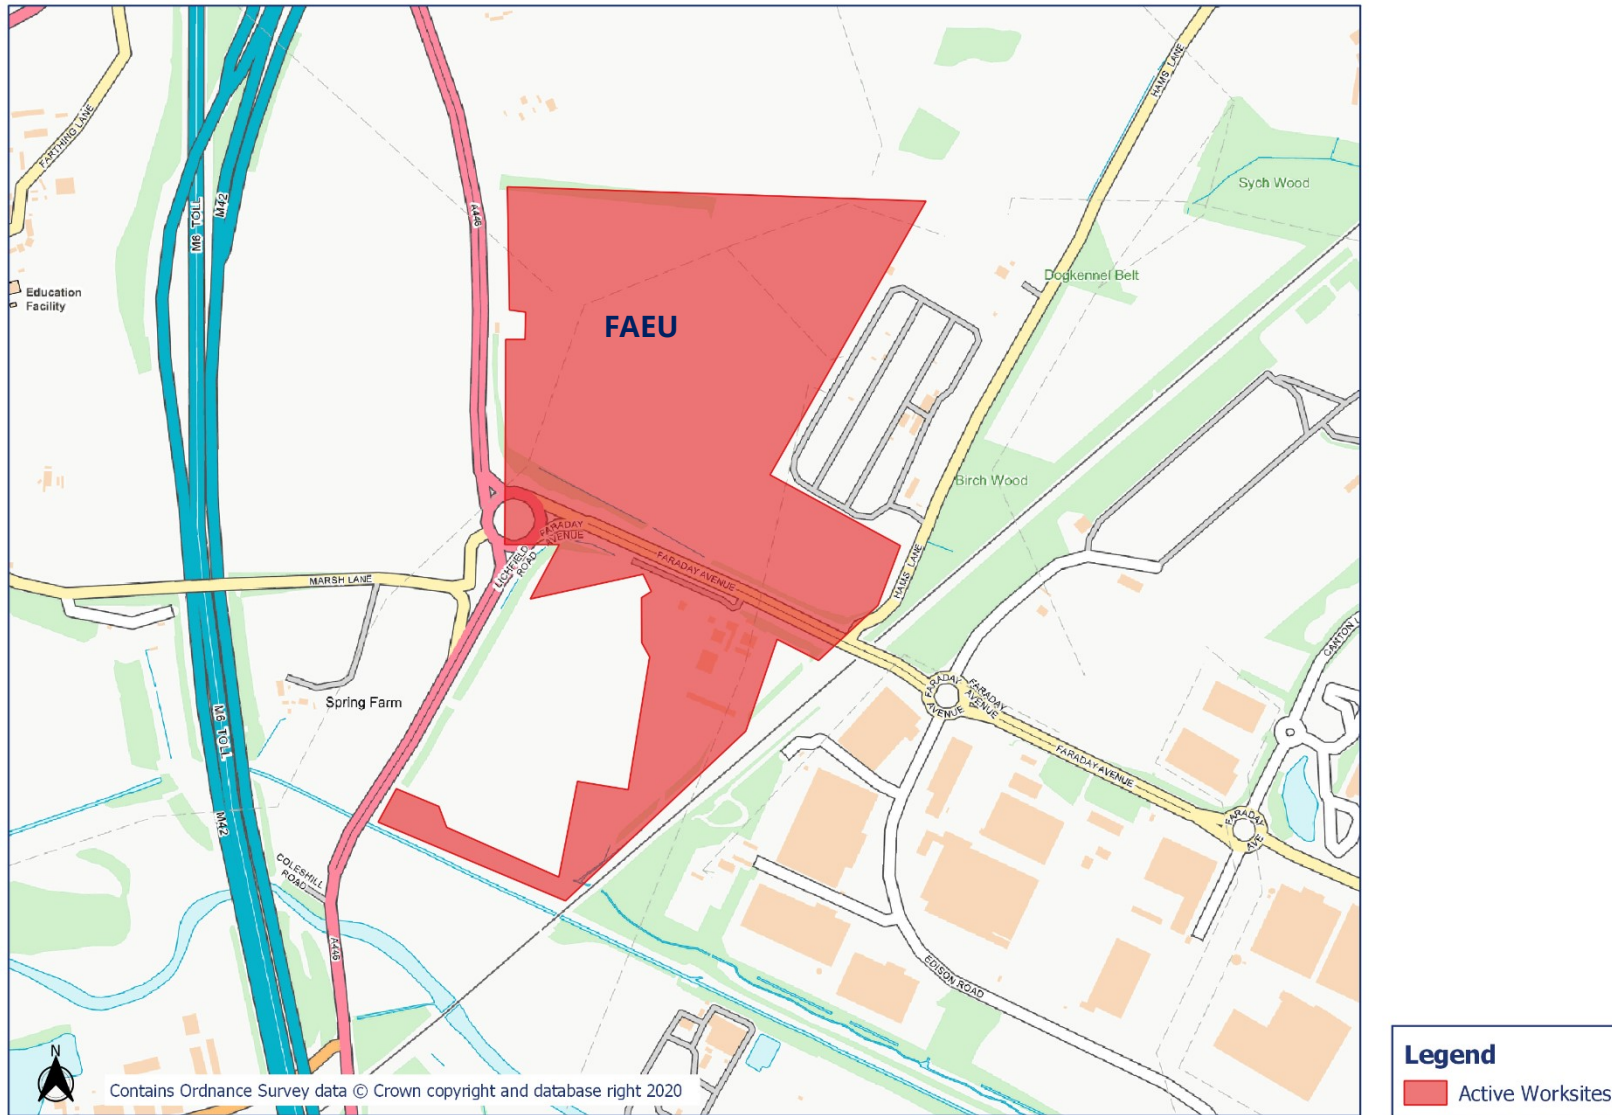 FARTHING LANE
M6 TOLL
M42
A446
HAMS LANE
Sych Wood
Dogkennel Belt
Education
Facility
FAEU
Birch Wood
FARADAY
AVENUE
LICHFIELD
ROAD
FARADAY AVENUE
HAMS LANE
MARSH LANE
CANTON L
Spring Farm
FARADAY
AVENUE
FARADAY
AVENUE
M6 TOLL
M42
FARADAY AVENUE
FARADAY
AVE
COLESHILL
ROAD
A446
EDISON ROAD
N
Contains Ordnance Survey data © Crown copyright and database right 2020
Legend
Active Worksites